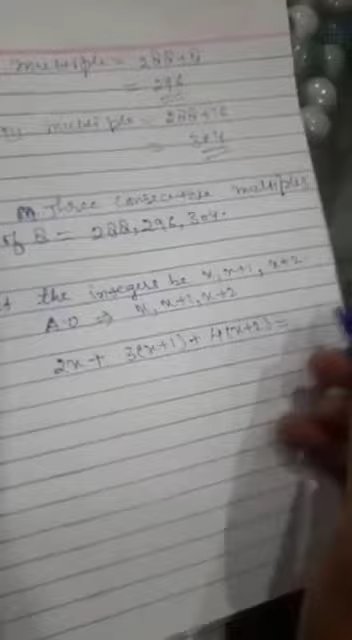 multiple = 288+8
= 296
multiple = 288+16
= 304
Three consecutive multiples
of 8 = 288, 296, 304.
the integers be x, x+1, x+2.
A.O ⇒ x, x+1, x+2
2x + 3(x+1) + 4(x+2) =